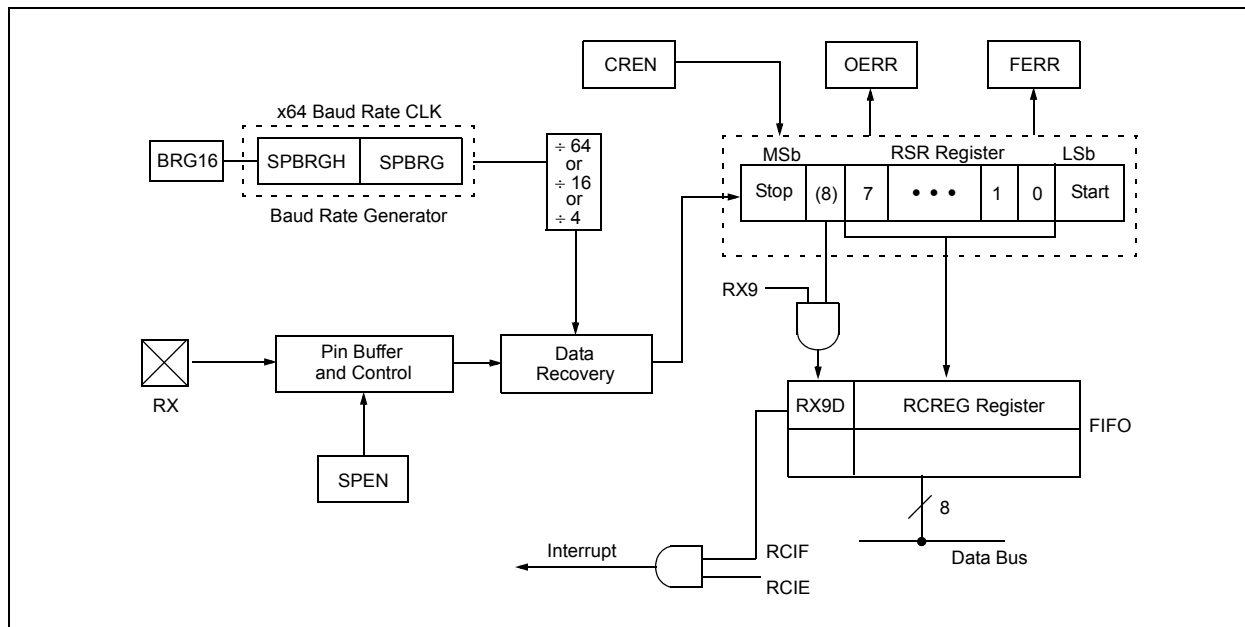 CREN
OERR
FERR
x64 Baud Rate CLK
BRG16
SPBRGH
SPBRG
Baud Rate Generator
÷ 64
or
÷ 16
or
÷ 4
MSb
RSR Register
LSb
Stop
(8)
7
• • •
1
0
Start
RX9
RX
Pin Buffer
and Control
Data
Recovery
SPEN
RX9D
RCREG Register
FIFO
8
Data Bus
Interrupt
RCIF
RCIE